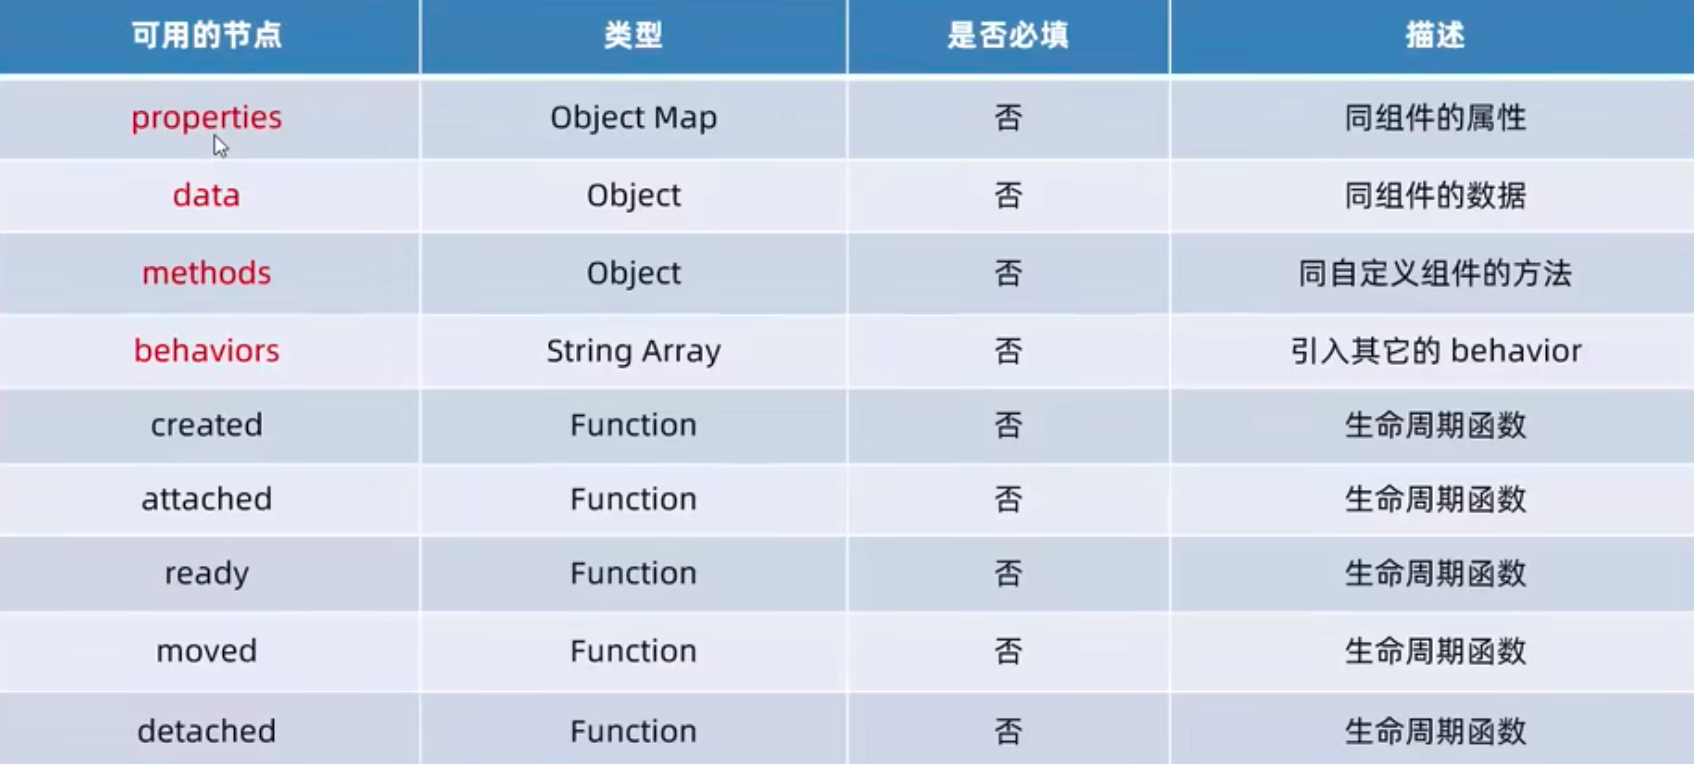 可用的节点 类型 是否必填 描述
properties Object Map 否 同组件的属性
data Object 否 同组件的数据
methods Object 否 同自定义组件的方法
behaviors String Array 否 引入其它的 behavior
created Function 否 生命周期函数
attached Function 否 生命周期函数
ready Function 否 生命周期函数
moved Function 否 生命周期函数
detached Function 否 生命周期函数